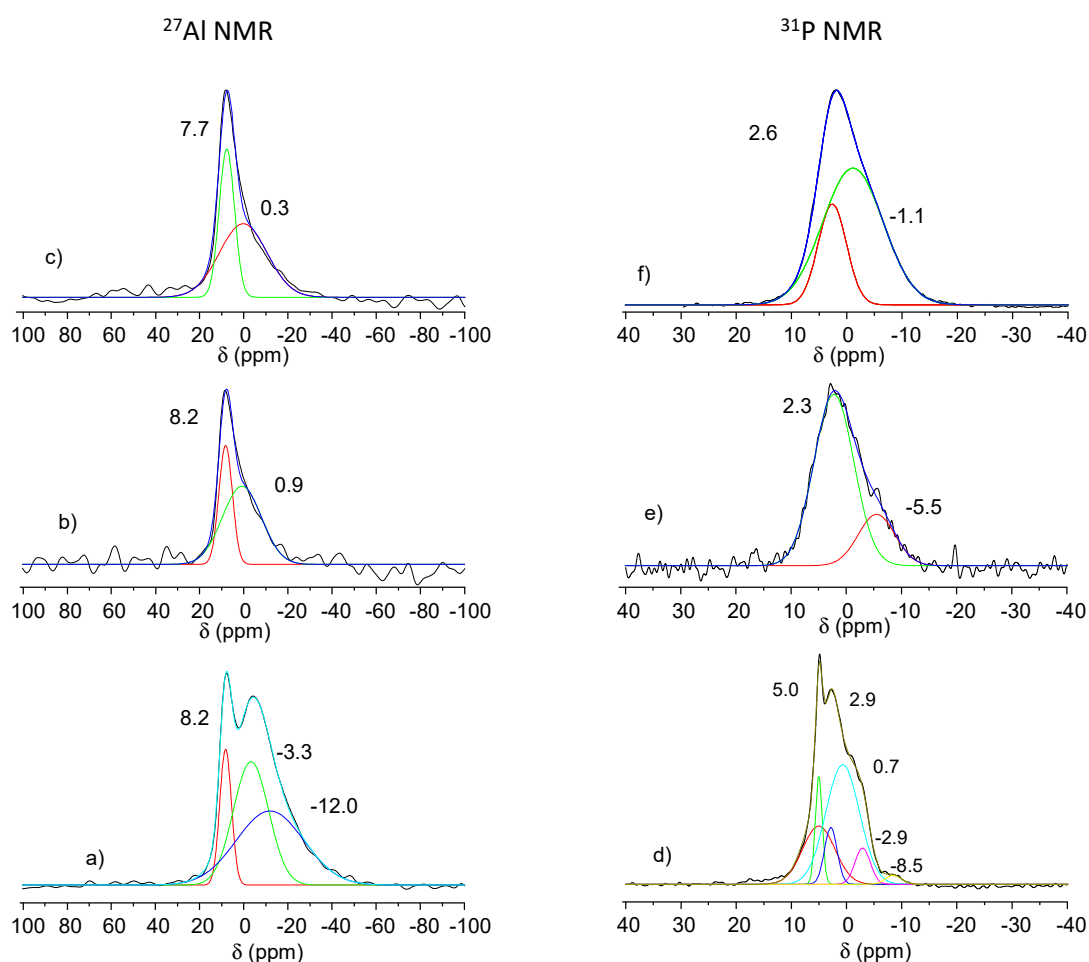 ²⁷Al NMR
³¹P NMR
7.7
0.3
c)
100 80 60 40 20 0 -20 -40 -60 -80 -100
δ (ppm)
2.6
-1.1
f)
40 30 20 10 0 -10 -20 -30 -40
δ (ppm)
8.2
0.9
b)
100 80 60 40 20 0 -20 -40 -60 -80 -100
δ (ppm)
2.3
-5.5
e)
40 30 20 10 0 -10 -20 -30 -40
δ (ppm)
8.2
-3.3
-12.0
a)
100 80 60 40 20 0 -20 -40 -60 -80 -100
δ (ppm)
5.0
2.9
0.7
-2.9
-8.5
d)
40 30 20 10 0 -10 -20 -30 -40
δ (ppm)